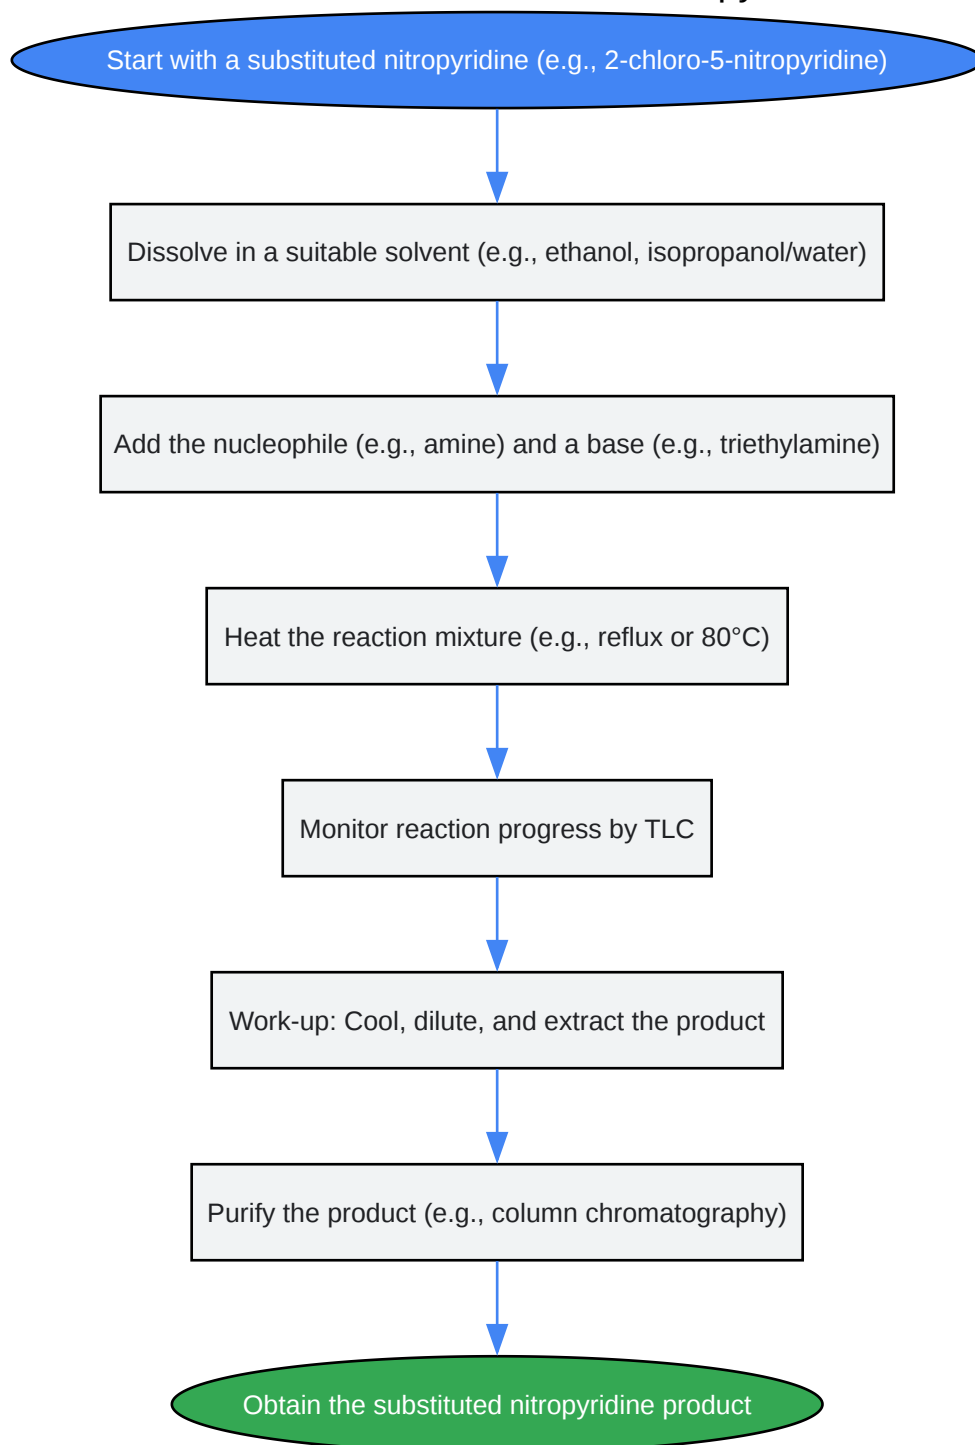 Start with a substituted nitropyridine (e.g., 2-chloro-5-nitropyridine)
Dissolve in a suitable solvent (e.g., ethanol, isopropanol/water)
Add the nucleophile (e.g., amine) and a base (e.g., triethylamine)
Heat the reaction mixture (e.g., reflux or 80°C)
Monitor reaction progress by TLC
Work-up: Cool, dilute, and extract the product
Purify the product (e.g., column chromatography)
Obtain the substituted nitropyridine product